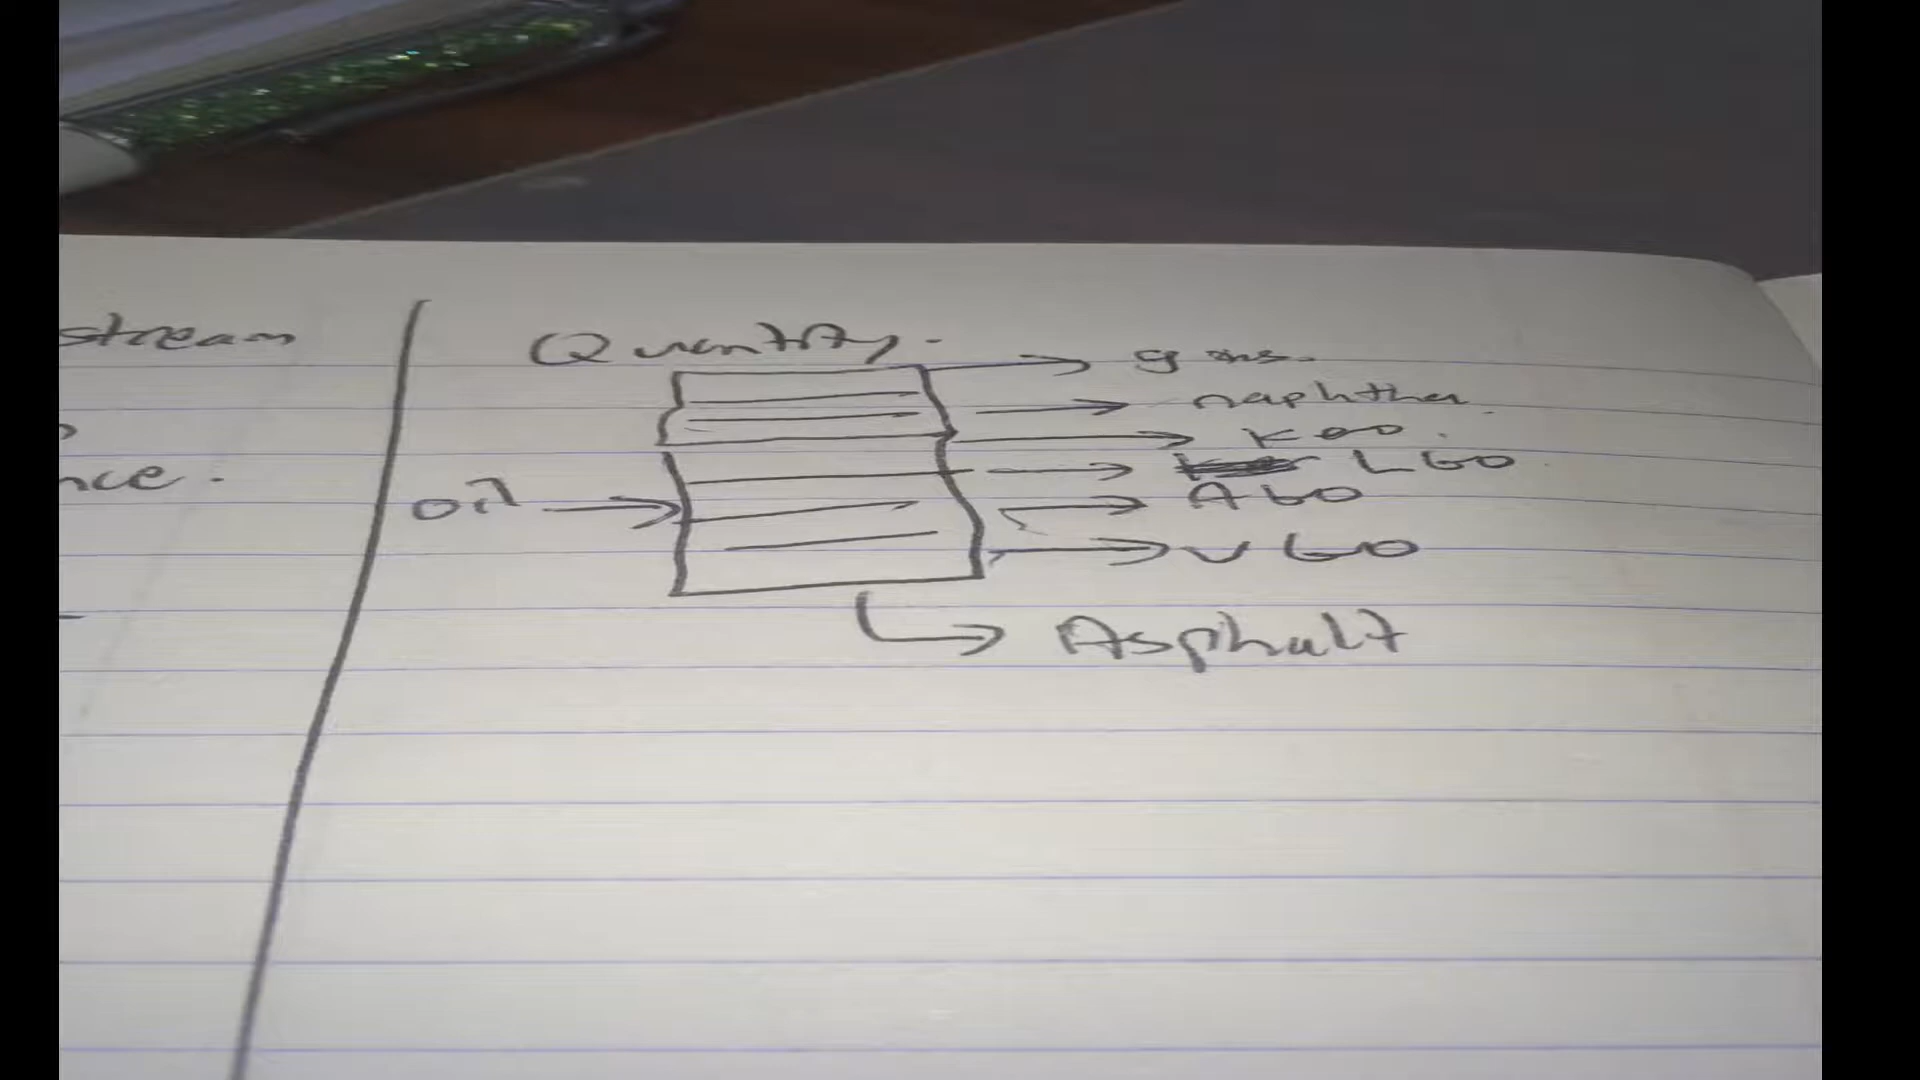 stream
nce.
Quantity.
gas.
naphtha
Keo.
LGO
oil
AGO
VGO
Asphalt